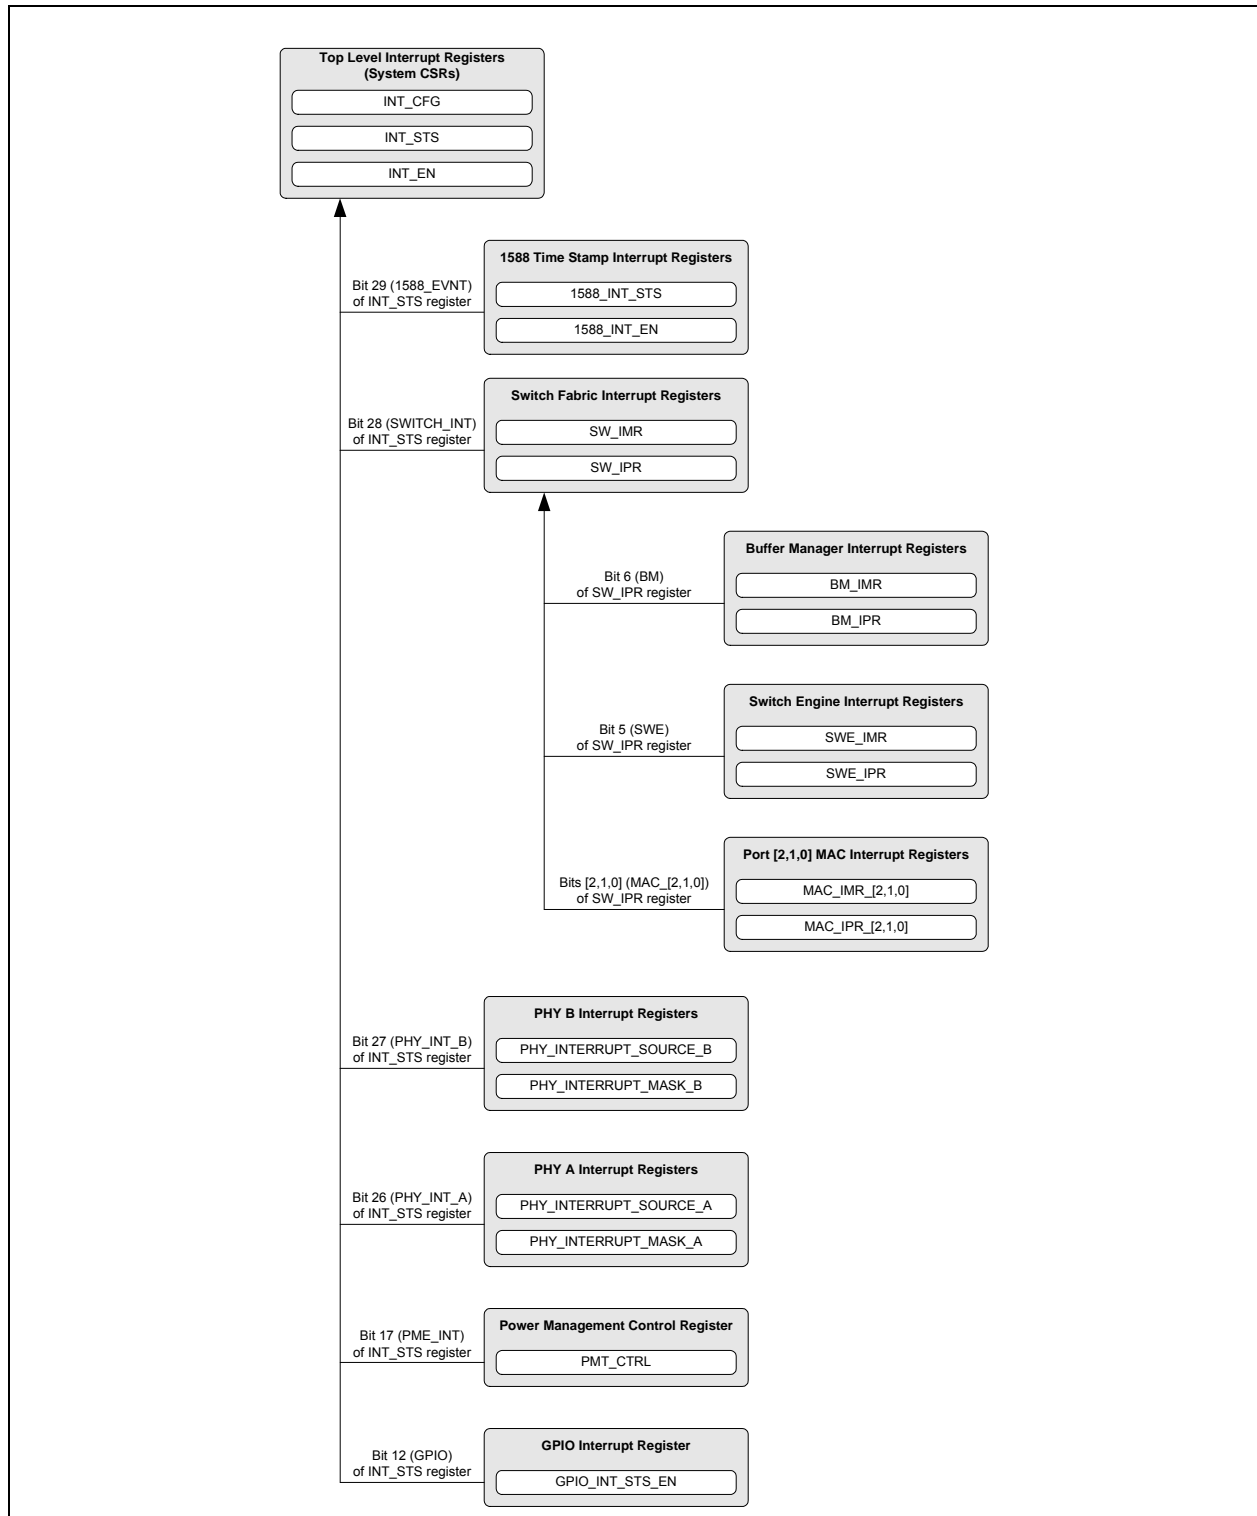 Top Level Interrupt Registers
(System CSRs)
INT_CFG
INT_STS
INT_EN
1588 Time Stamp Interrupt Registers
Bit 29 (1588_EVNT)
of INT_STS register
1588_INT_STS
1588_INT_EN
Switch Fabric Interrupt Registers
Bit 28 (SWITCH_INT)
of INT_STS register
SW_IMR
SW_IPR
Buffer Manager Interrupt Registers
Bit 6 (BM)
of SW_IPR register
BM_IMR
BM_IPR
Switch Engine Interrupt Registers
Bit 5 (SWE)
of SW_IPR register
SWE_IMR
SWE_IPR
Port [2,1,0] MAC Interrupt Registers
Bits [2,1,0] (MAC_[2,1,0])
of SW_IPR register
MAC_IMR_[2,1,0]
MAC_IPR_[2,1,0]
PHY B Interrupt Registers
Bit 27 (PHY_INT_B)
of INT_STS register
PHY_INTERRUPT_SOURCE_B
PHY_INTERRUPT_MASK_B
PHY A Interrupt Registers
Bit 26 (PHY_INT_A)
of INT_STS register
PHY_INTERRUPT_SOURCE_A
PHY_INTERRUPT_MASK_A
Power Management Control Register
Bit 17 (PME_INT)
of INT_STS register
PMT_CTRL
GPIO Interrupt Register
Bit 12 (GPIO)
of INT_STS register
GPIO_INT_STS_EN